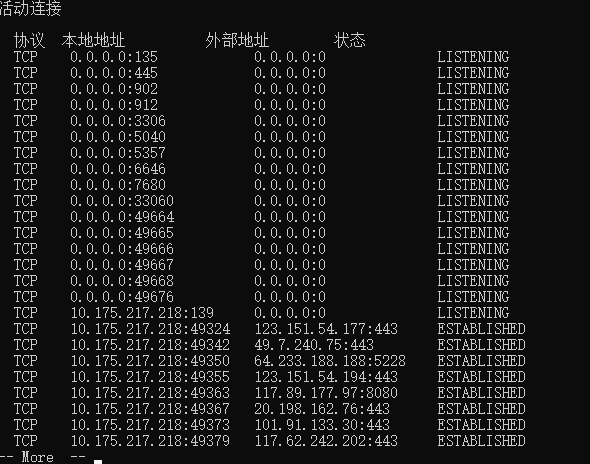 活动连接
协议 本地地址 外部地址 状态
TCP 0.0.0.0:135 0.0.0.0:0 LISTENING
TCP 0.0.0.0:445 0.0.0.0:0 LISTENING
TCP 0.0.0.0:902 0.0.0.0:0 LISTENING
TCP 0.0.0.0:912 0.0.0.0:0 LISTENING
TCP 0.0.0.0:3306 0.0.0.0:0 LISTENING
TCP 0.0.0.0:5040 0.0.0.0:0 LISTENING
TCP 0.0.0.0:5357 0.0.0.0:0 LISTENING
TCP 0.0.0.0:6646 0.0.0.0:0 LISTENING
TCP 0.0.0.0:7680 0.0.0.0:0 LISTENING
TCP 0.0.0.0:33060 0.0.0.0:0 LISTENING
TCP 0.0.0.0:49664 0.0.0.0:0 LISTENING
TCP 0.0.0.0:49665 0.0.0.0:0 LISTENING
TCP 0.0.0.0:49666 0.0.0.0:0 LISTENING
TCP 0.0.0.0:49667 0.0.0.0:0 LISTENING
TCP 0.0.0.0:49668 0.0.0.0:0 LISTENING
TCP 0.0.0.0:49676 0.0.0.0:0 LISTENING
TCP 10.175.217.218:139 0.0.0.0:0 LISTENING
TCP 10.175.217.218:49324 123.151.54.177:443 ESTABLISHED
TCP 10.175.217.218:49342 49.7.240.75:443 ESTABLISHED
TCP 10.175.217.218:49350 64.233.188.188:5228 ESTABLISHED
TCP 10.175.217.218:49355 123.151.54.194:443 ESTABLISHED
TCP 10.175.217.218:49363 117.89.177.97:8080 ESTABLISHED
TCP 10.175.217.218:49367 20.198.162.76:443 ESTABLISHED
TCP 10.175.217.218:49373 101.91.133.30:443 ESTABLISHED
TCP 10.175.217.218:49379 117.62.242.202:443 ESTABLISHED
-- More --